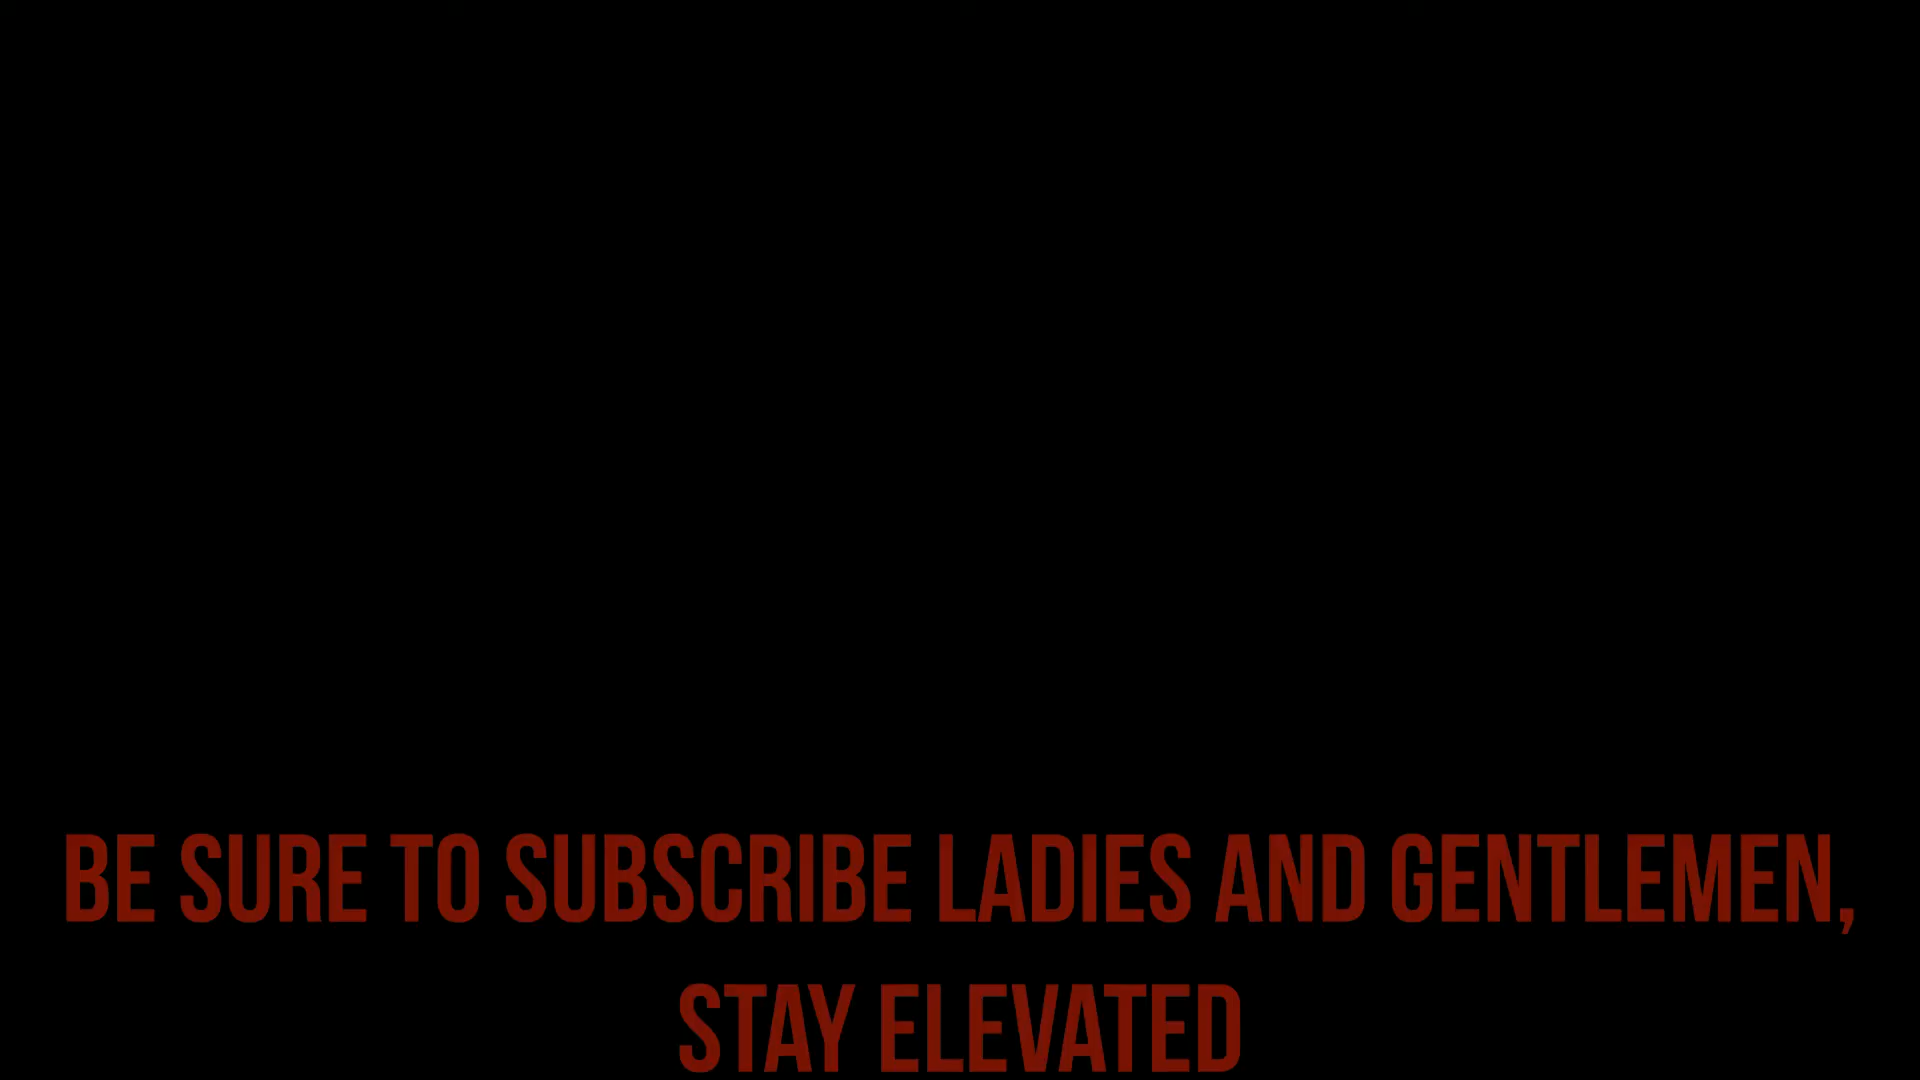 BE SURE TO SUBSCRIBE LADIES AND GENTLEMEN,
STAY ELEVATED